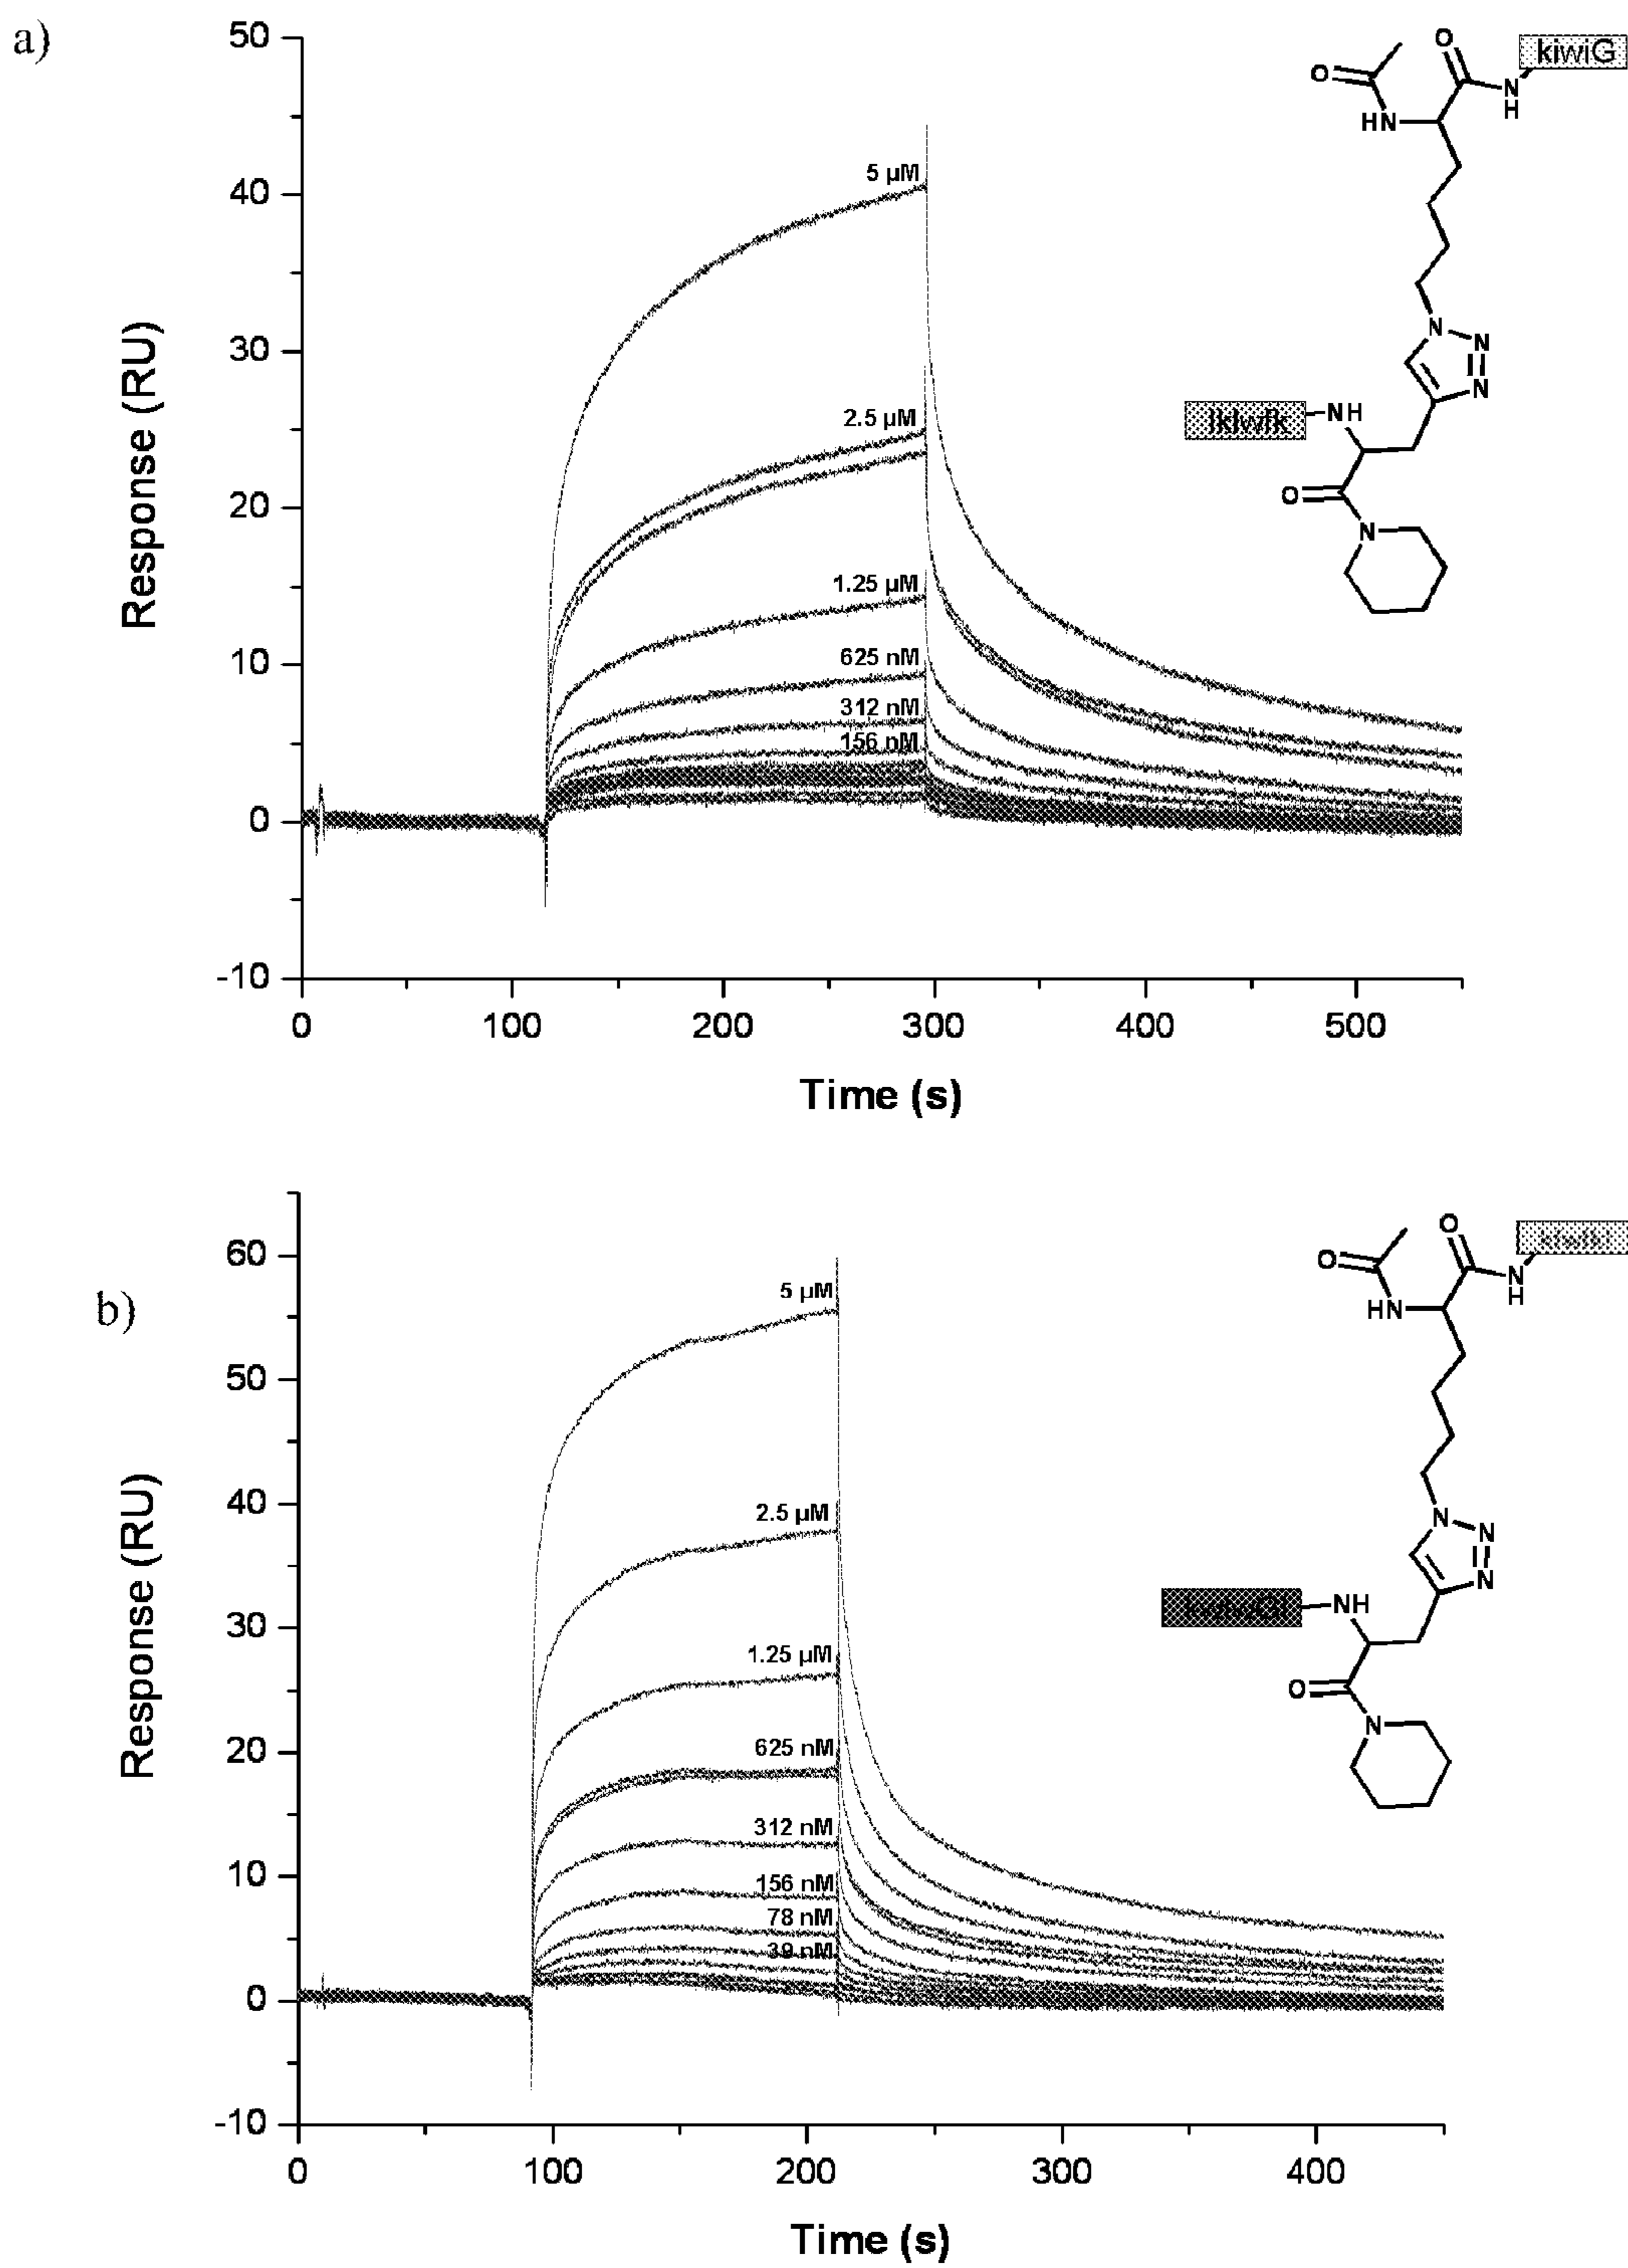 a)
50
40
30
20
10
0
-10
Response (RU)
5 µM
2.5 µM
1.25 µM
625 nM
312 nM
156 nM
0 100 200 300 400 500
Time (s)
O O kiwiG
HN N
H
N N
N
lklwfk NH
O
N
b)
60
50
40
30
20
10
0
-10
Response (RU)
5 µM
2.5 µM
1.25 µM
625 nM
312 nM
156 nM
78 nM
39 nM
0 100 200 300 400
Time (s)
O O
HN N
H
N N
N
NH
O
N